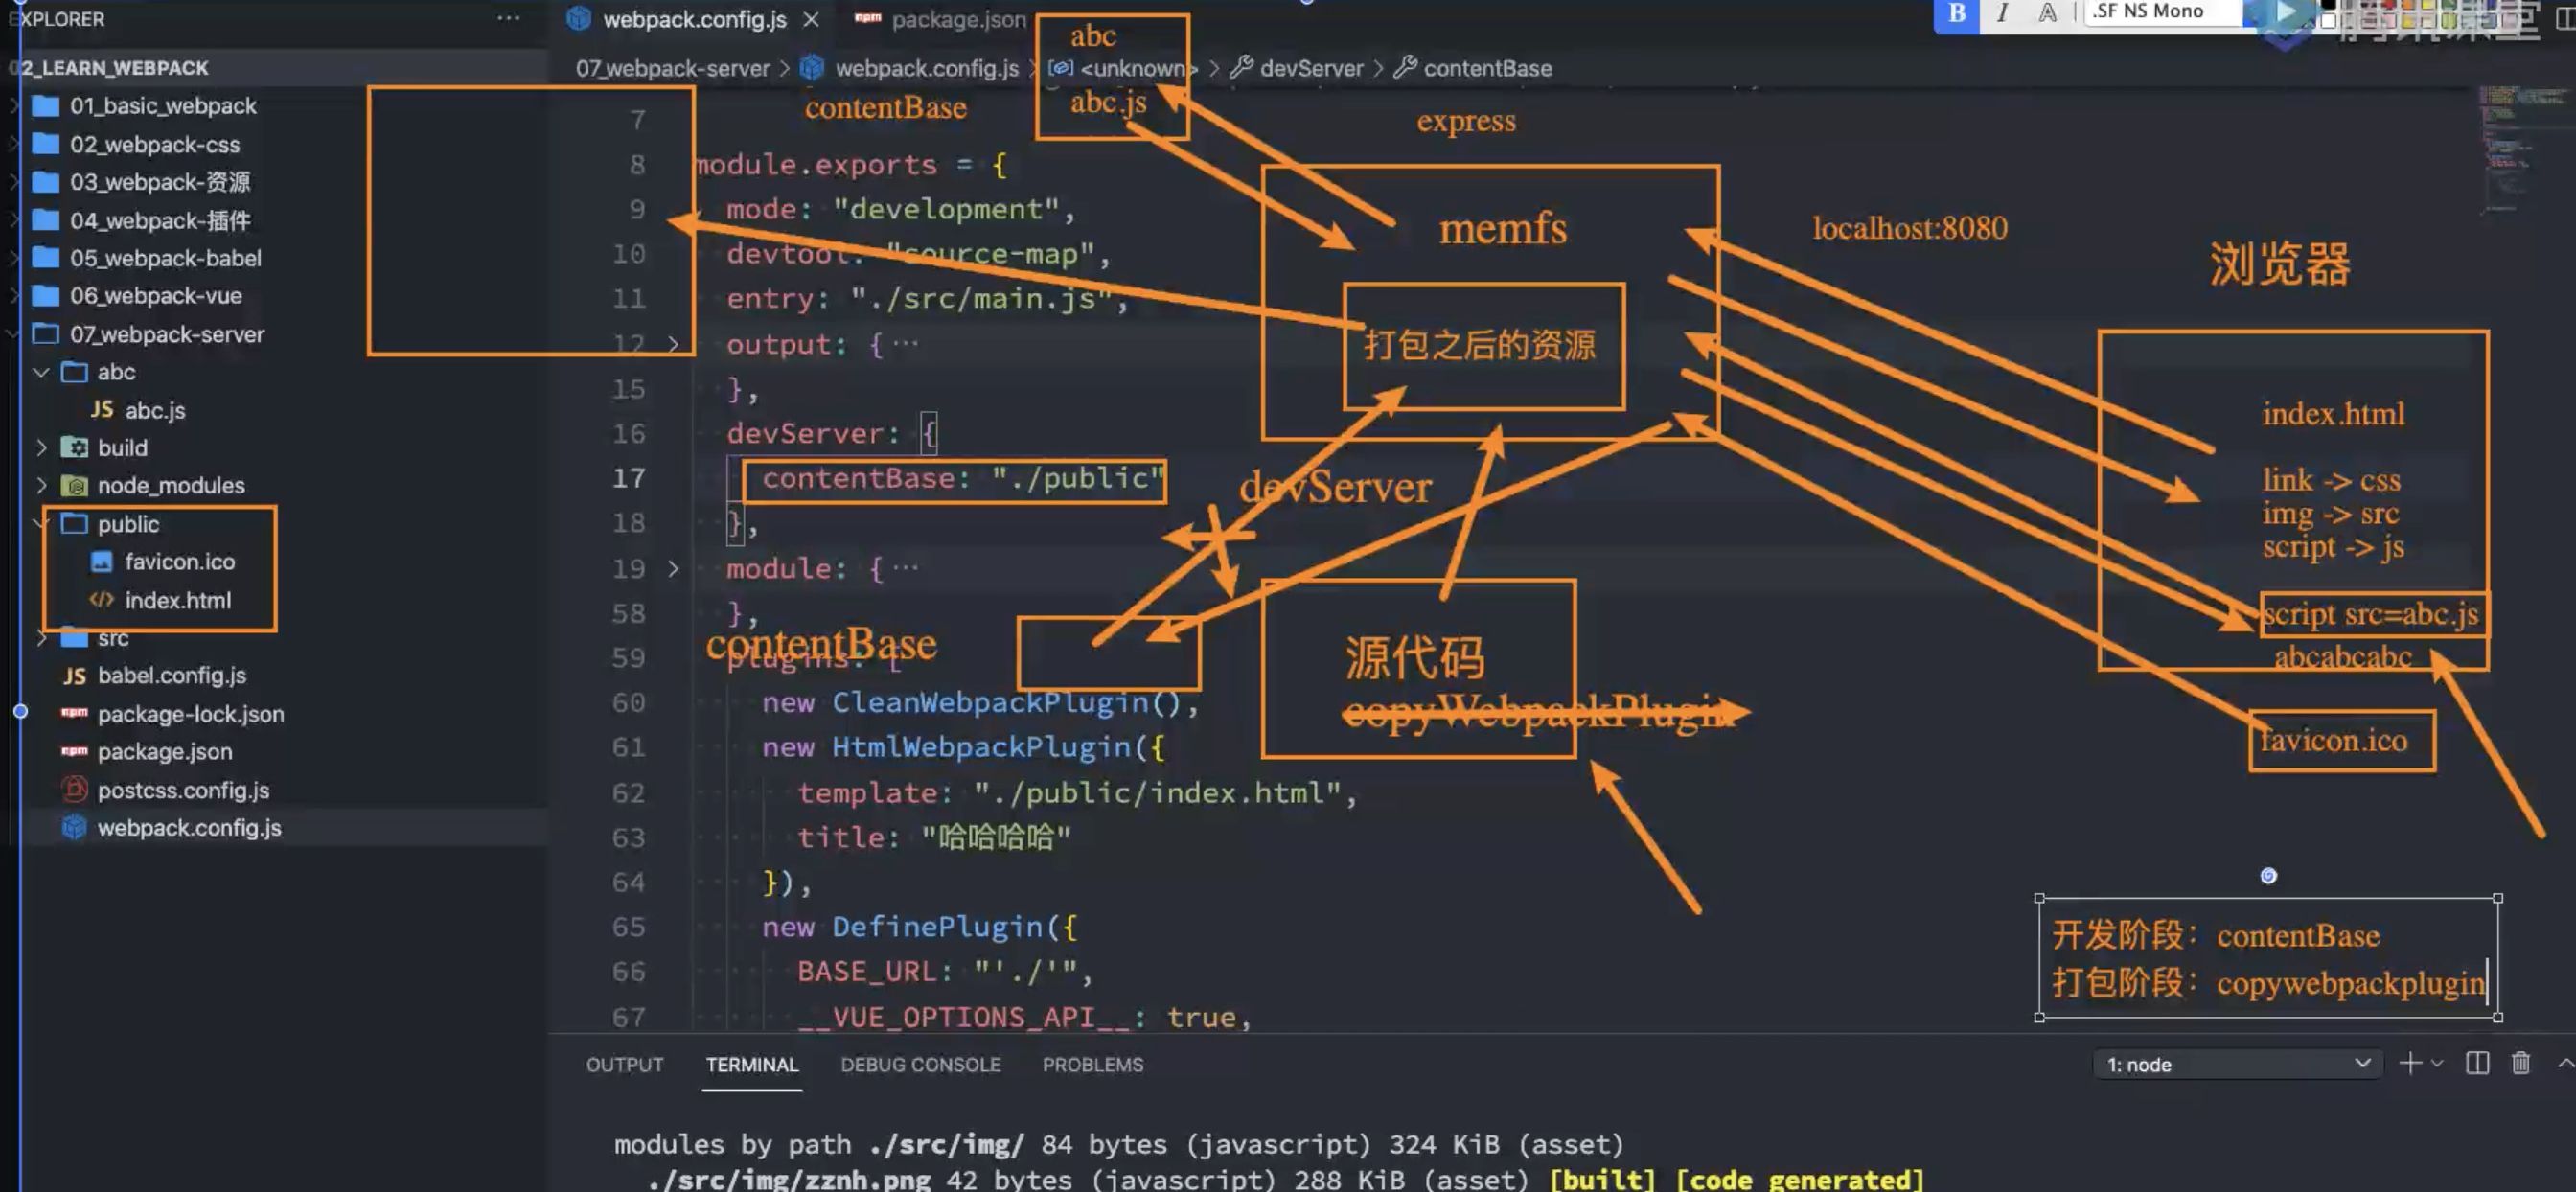 EXPLORER
02_LEARN_WEBPACK
01_basic_webpack
02_webpack-css
03_webpack-资源
04_webpack-插件
05_webpack-babel
06_webpack-vue
07_webpack-server
abc
JS abc.js
build
node_modules
public
favicon.ico
index.html
src
JS babel.config.js
npm package-lock.json
npm package.json
postcss.config.js
webpack.config.js
webpack.config.js
npm package.json
B I A .SF NS Mono
腾讯课堂
07_webpack-server > webpack.config.js > <unknown> > devServer > contentBase
abc
abc.js
contentBase
express
7
8 module.exports = {
9 mode: "development",
10 devtool: "source-map",
11 entry: "./src/main.js",
12 output: { ...
15 },
16 devServer: {
17 contentBase: "./public"
18 },
19 module: { ...
58 },
59 plugins: [
60 new CleanWebpackPlugin(),
61 new HtmlWebpackPlugin({
62 template: "./public/index.html",
63 title: "哈哈哈哈"
64 }),
65 new DefinePlugin({
66 BASE_URL: "'./'",
67 __VUE_OPTIONS_API__: true,
memfs
打包之后的资源
devServer
contentBase
源代码
copyWebpackPlugin
localhost:8080
浏览器
index.html
link -> css
img -> src
script -> js
script src=abc.js
abcabcabc
favicon.ico
开发阶段：contentBase
打包阶段：copywebpackplugin
OUTPUT TERMINAL DEBUG CONSOLE PROBLEMS
1: node
modules by path ./src/img/ 84 bytes (javascript) 324 KiB (asset)
./src/img/zznh.png 42 bytes (javascript) 288 KiB (asset) [built] [code generated]